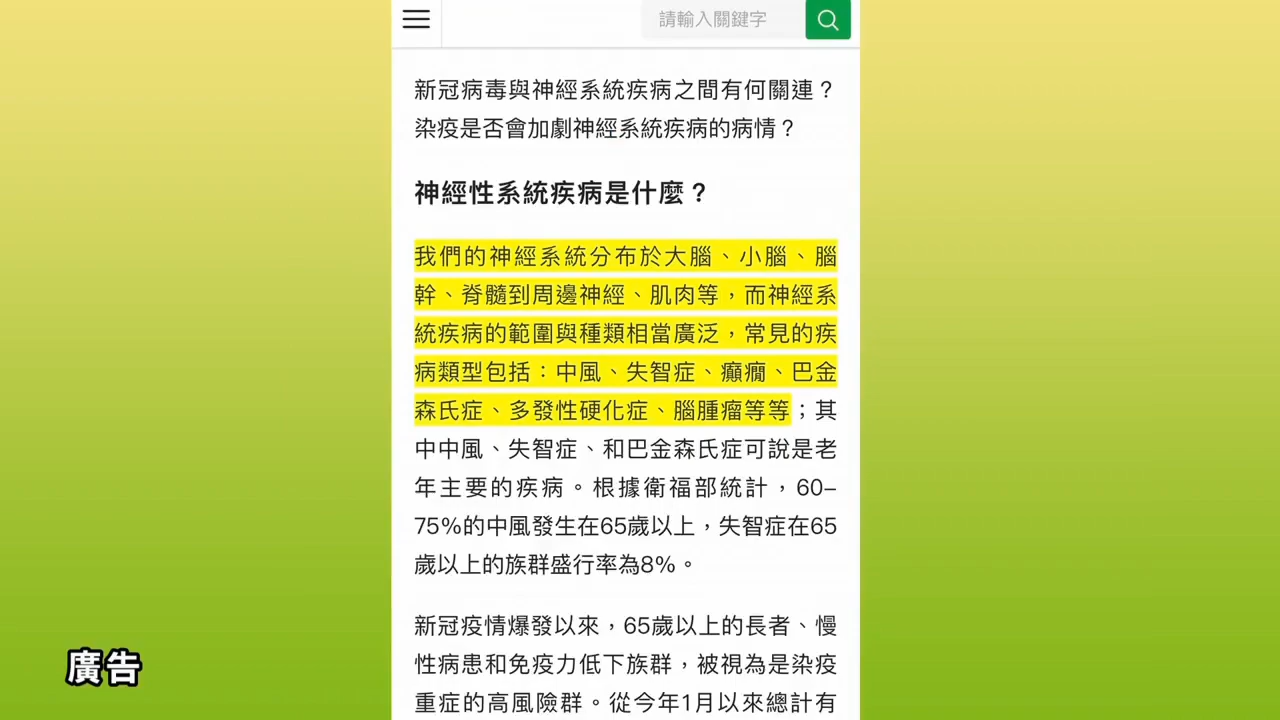 請輸入關鍵字
新冠病毒與神經系統疾病之間有何關連？
染疫是否會加劇神經系統疾病的病情？
神經性系統疾病是什麼？
我們的神經系統分布於大腦、小腦、腦
幹、脊髓到周邊神經、肌肉等，而神經系
統疾病的範圍與種類相當廣泛，常見的疾
病類型包括：中風、失智症、癲癇、巴金
森氏症、多發性硬化症、腦腫瘤等等；其
中中風、失智症、和巴金森氏症可說是老
年主要的疾病。根據衛福部統計，60–
75%的中風發生在65歲以上，失智症在65
歲以上的族群盛行率為8%。
新冠疫情爆發以來，65歲以上的長者、慢
性病患和免疫力低下族群，被視為是染疫
重症的高風險群。從今年1月以來總計有
廣告